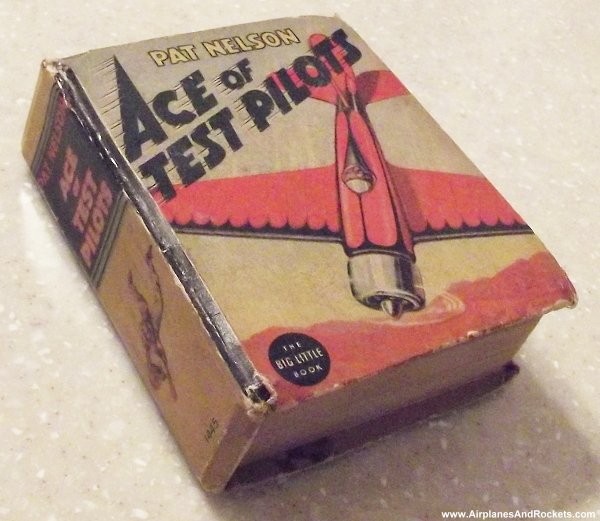 PAT NELSON
ACE OF
TEST PILOTS
PAT NELSON
ACE
OF
TEST
PILOTS
THE
BIG LITTLE
BOOK
1445
www.AirplanesAndRockets.com